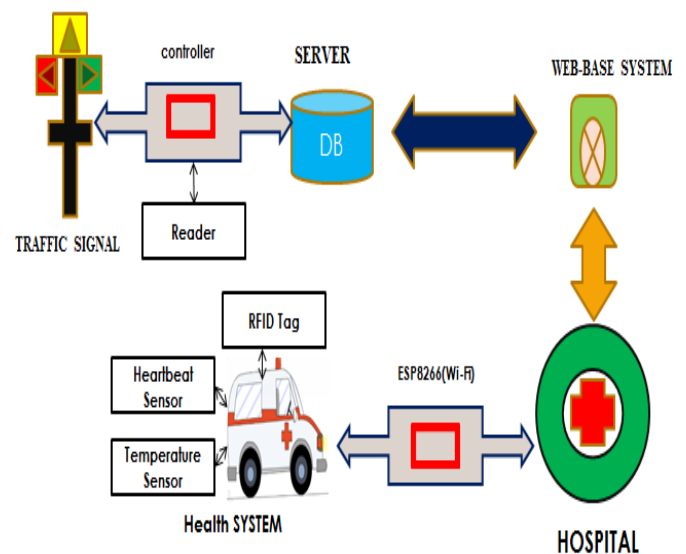 controller
SERVER
WEB-BASE SYSTEM
DB
TRAFFIC SIGNAL
Reader
RFID Tag
Heartbeat
Sensor
ESP8266(Wi-Fi)
Temperature
Sensor
Health SYSTEM
HOSPITAL